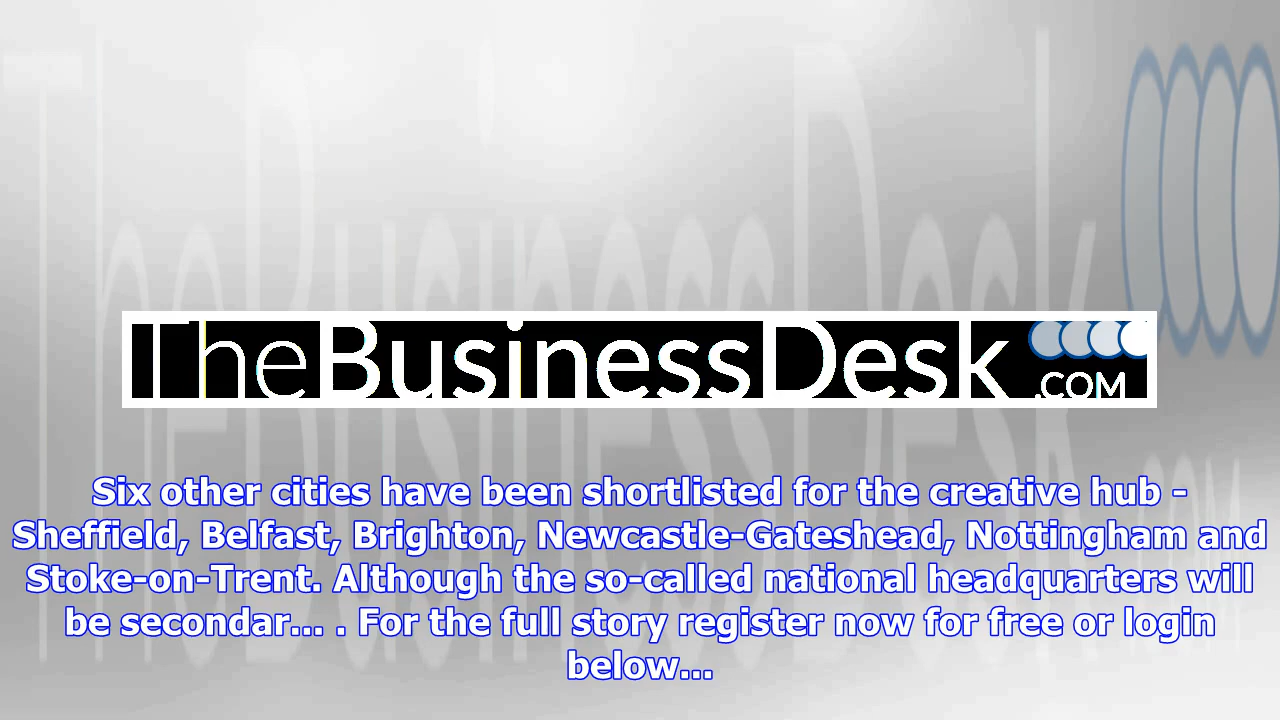 TheBusinessDesk
.COM
Six other cities have been shortlisted for the creative hub -
Sheffield, Belfast, Brighton, Newcastle-Gateshead, Nottingham and
Stoke-on-Trent. Although the so-called national headquarters will
be secondar... . For the full story register now for free or login
below...